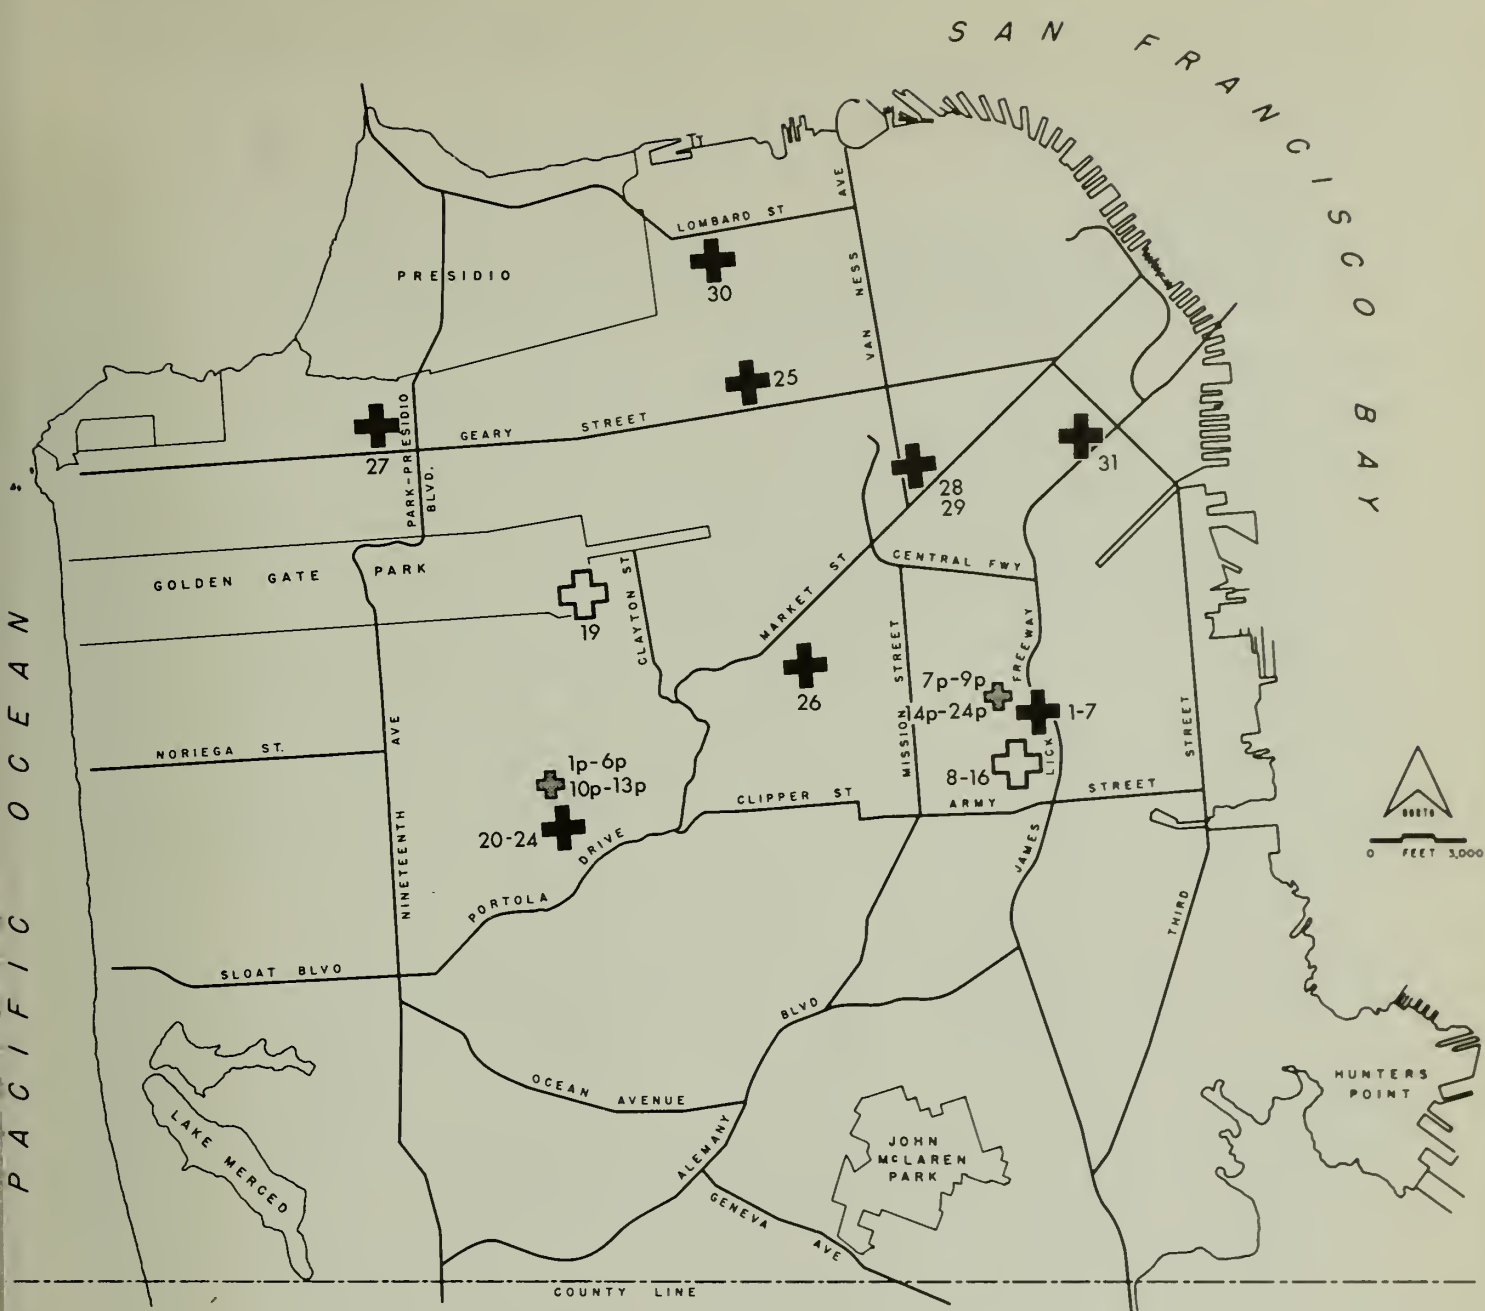 SAN FRANCISCO BAY
PACIFIC OCEAN
LOMBARD ST
VAN NESS AVE
PRESIDIO
30
25
GEARY STREET
PARK-PRESIDIO
BLVD.
27
31
28
29
GOLDEN GATE PARK
CENTRAL FWY
MARKET ST
CLAYTON ST
19
26
MISSION STREET
JAMES LICK FREEWAY
7p-9p
14p-24p
1-7
8-16
NORIEGA ST.
NINETEENTH AVE
1p-6p
10p-13p
20-24
CLIPPER ST
ARMY STREET
THIRD STREET
PORTOLA DRIVE
SLOAT BLVD
NORTH
0 FEET 3,000
ALEMANY BLVD
OCEAN AVENUE
LAKE MERCED
JOHN
McLAREN
PARK
HUNTERS
POINT
GENEVA AVE
COUNTY LINE